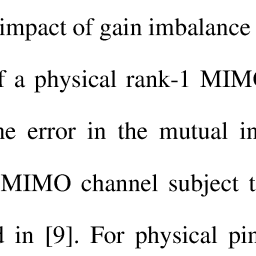 impact of gain imbalance
f a physical rank-1 MIMO
e error in the mutual in
MIMO channel subject t
d in [9]. For physical pin